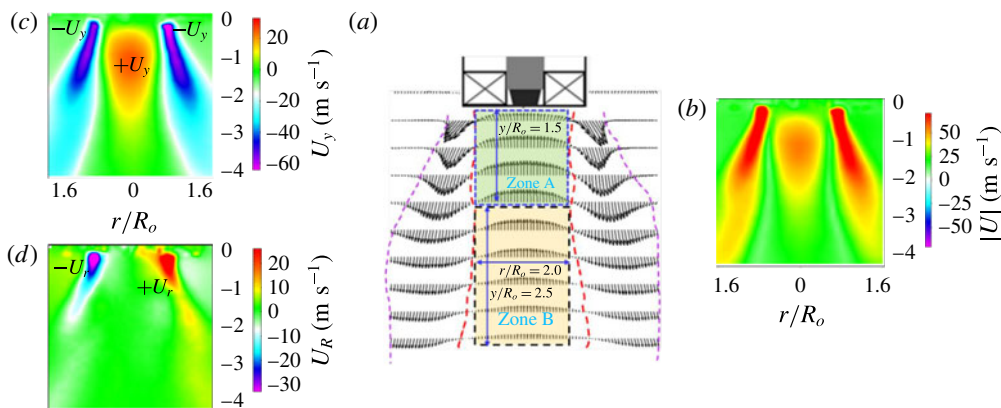 (c)
−U_y
−U_y
+U_y
0
−1
−2
−3
−4
20
0
−20
−40
−60
U_y (m s⁻¹)
1.6
0
1.6
r/R_o
(d)
−U_r
+U_r
0
−1
−2
−3
−4
20
10
0
−10
−20
−30
U_R (m s⁻¹)
(a)
y/R_o = 1.5
Zone A
r/R_o = 2.0
y/R_o = 2.5
Zone B
(b)
0
−1
−2
−3
−4
50
25
0
−25
−50
|U| (m s⁻¹)
1.6
0
1.6
r/R_o